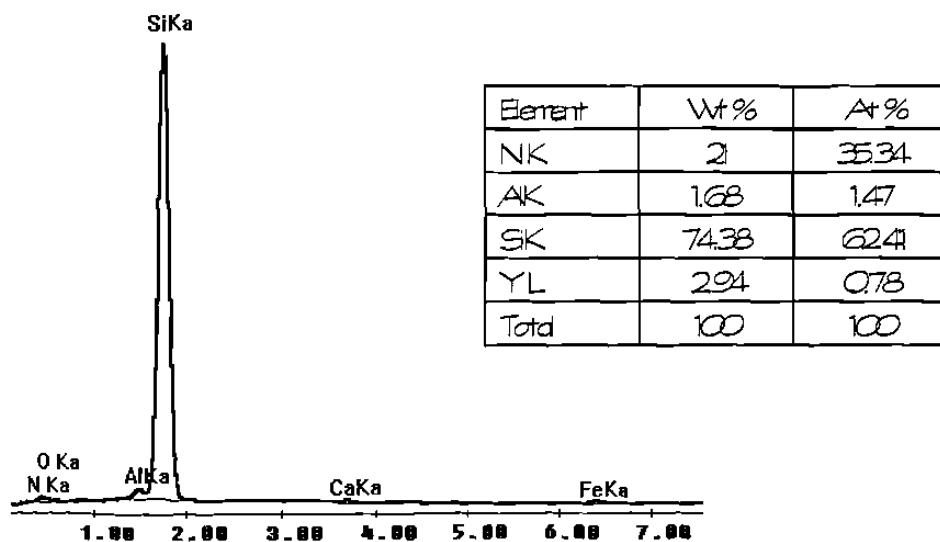 SiKa
Element Wt% At%
NK 21 35.34
AlK 1.68 1.47
SiK 74.38 62.41
YL 2.94 0.78
Total 100 100
O Ka
N Ka AlKa CaKa FeKa
1.00 2.00 3.00 4.00 5.00 6.00 7.00